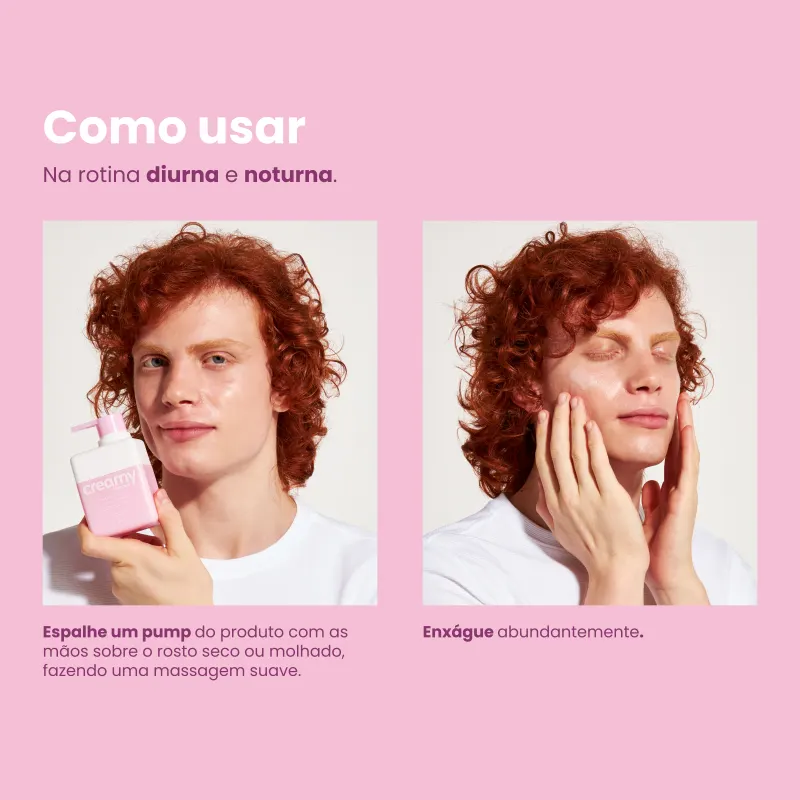 Como usar
Na rotina diurna e noturna.
creamy
Espalhe um pump do produto com as
mãos sobre o rosto seco ou molhado,
fazendo uma massagem suave.
Enxágue abundantemente.